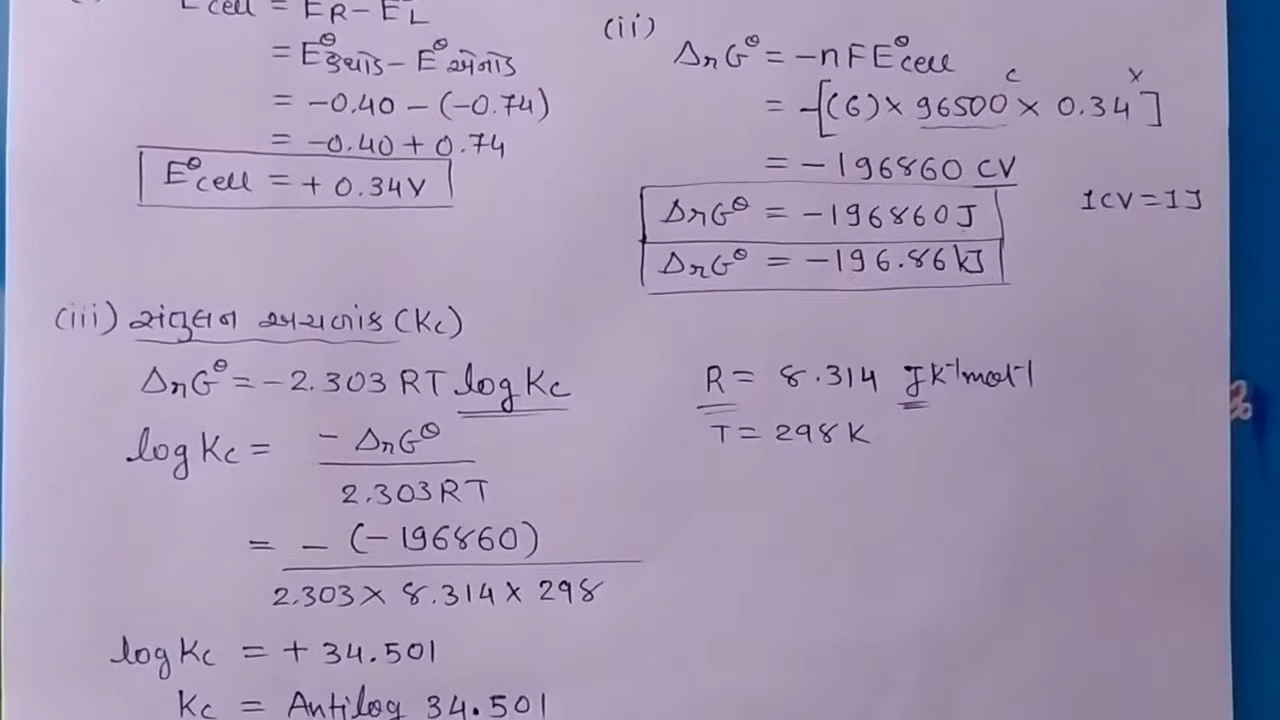 Ecell = ER - EL
= E⊖કેથોડ - E⊖એનોડ
= -0.40 - (-0.74)
= -0.40 + 0.74
E⊖cell = + 0.34V
(ii)
ΔrG⊖ = -nFE⊖cell
C V
= -[(6) × 96500 × 0.34]
= -196860 CV
ΔrG⊖ = -196860J
1CV = 1J
ΔrG⊖ = -196.86kJ
(iii) સંતુલન અચળાંક (Kc)
ΔrG⊖ = -2.303 RT log Kc
log Kc = -ΔrG⊖
2.303RT
= - (-196860)
2.303 × 8.314 × 298
log Kc = + 34.501
Kc = Antilog 34.501
R = 8.314 JK⁻¹mol⁻¹
T = 298 K